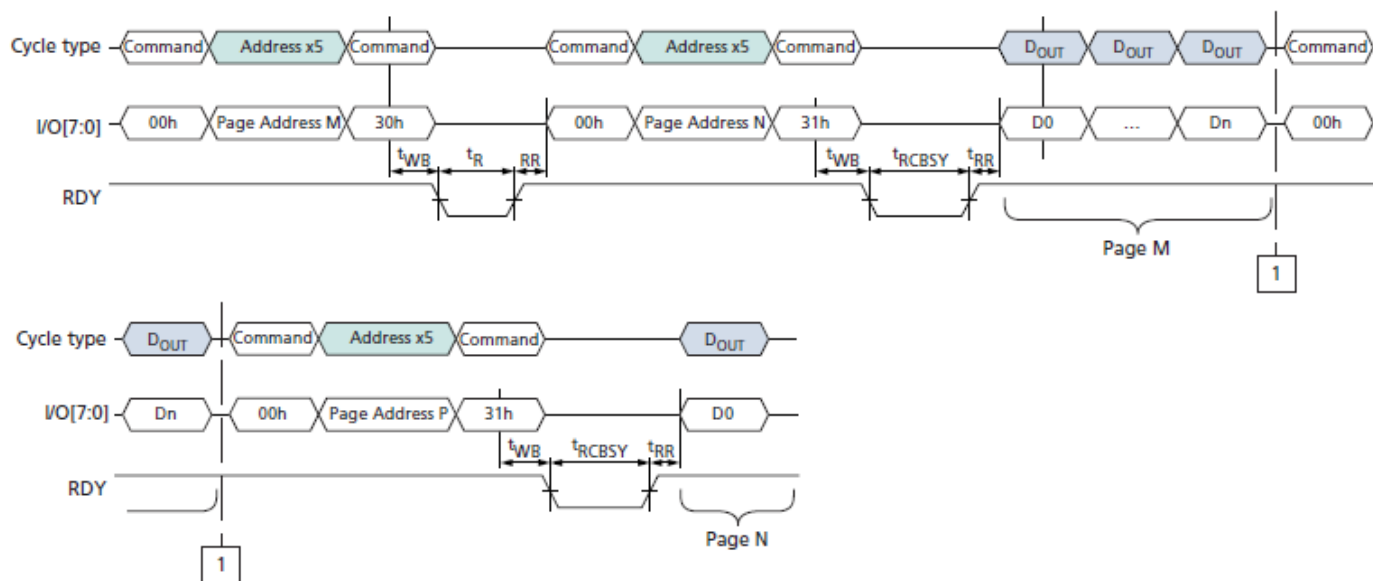 Cycle type Command Address x5 Command Command Address x5 Command DOUT DOUT DOUT Command
I/O[7:0] 00h Page Address M 30h 00h Page Address N 31h D0 ... Dn 00h
tWB tR RR tWB tRCBSY tRR
RDY
Page M
1
Cycle type DOUT Command Address x5 Command DOUT
I/O[7:0] Dn 00h Page Address P 31h D0
tWB tRCBSY tRR
RDY
Page N
1